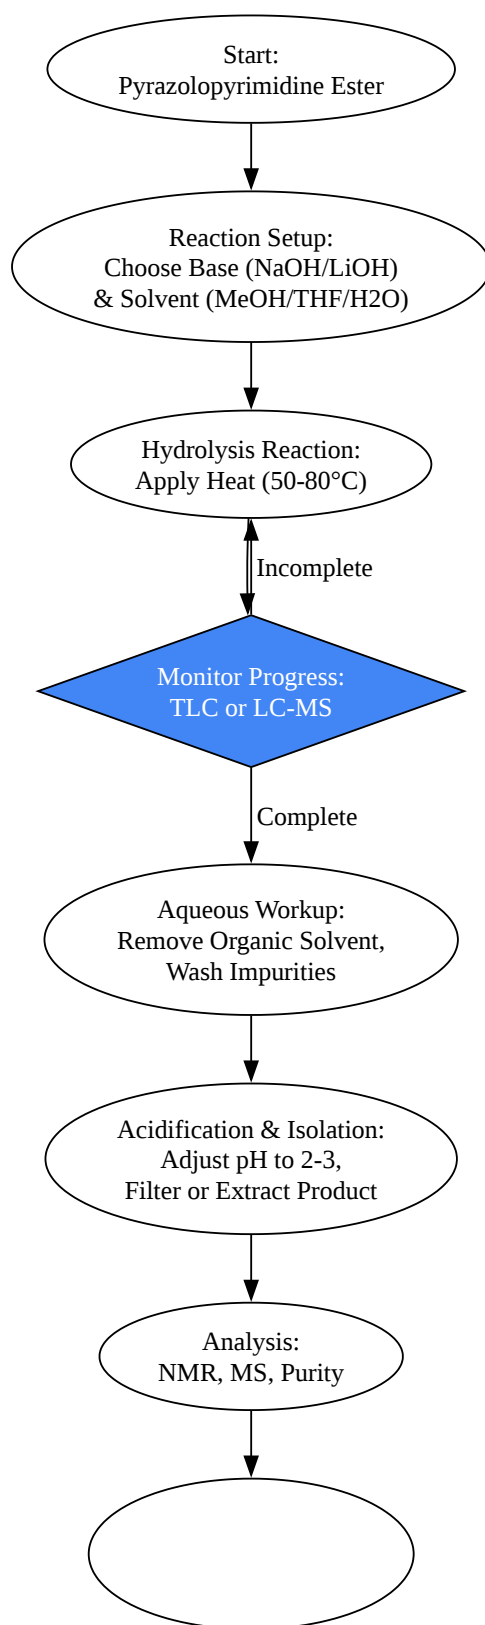 Start:
Pyrazolopyrimidine Ester
Reaction Setup:
Choose Base (NaOH/LiOH)
& Solvent (MeOH/THF/H2O)
Hydrolysis Reaction:
Apply Heat (50-80°C)
Incomplete
Monitor Progress:
TLC or LC-MS
Complete
Aqueous Workup:
Remove Organic Solvent,
Wash Impurities
Acidification & Isolation:
Adjust pH to 2-3,
Filter or Extract Product
Analysis:
NMR, MS, Purity